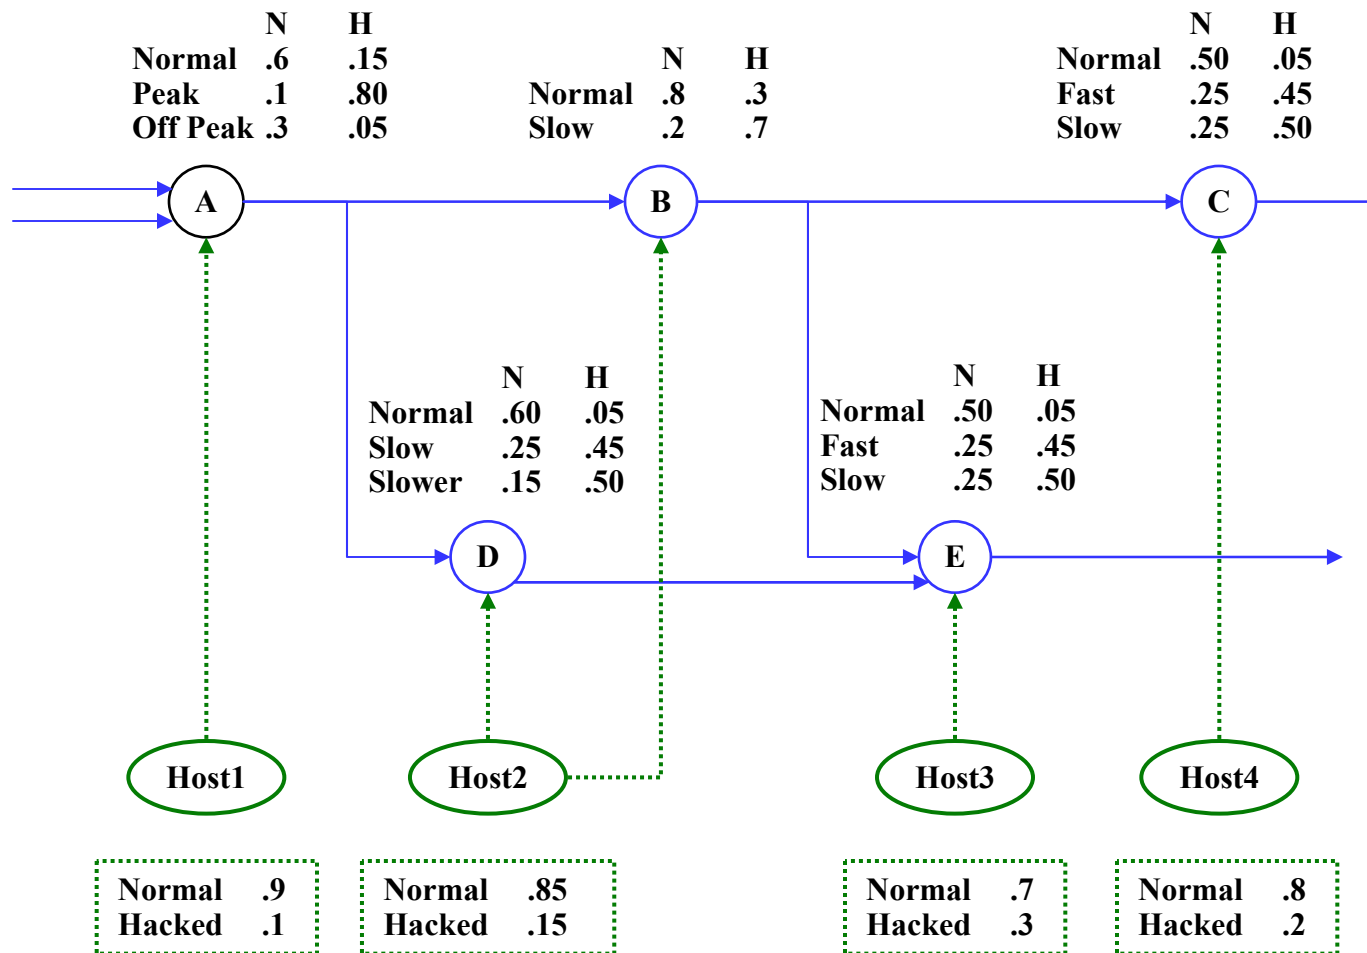 N H
Normal .6 .15
Peak .1 .80
Off Peak .3 .05
N H
Normal .8 .3
Slow .2 .7
N H
Normal .50 .05
Fast .25 .45
Slow .25 .50
A
B
C
N H
Normal .60 .05
Slow .25 .45
Slower .15 .50
N H
Normal .50 .05
Fast .25 .45
Slow .25 .50
D
E
Host1
Host2
Host3
Host4
Normal .9
Hacked .1
Normal .85
Hacked .15
Normal .7
Hacked .3
Normal .8
Hacked .2